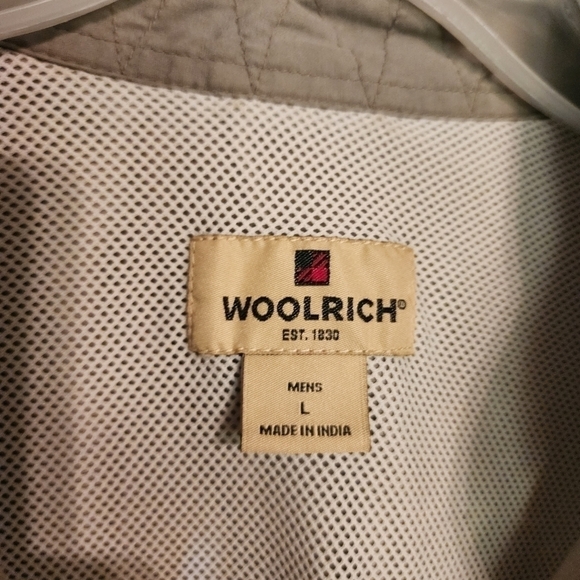 WOOLRICH®
EST. 1830
MENS
L
MADE IN INDIA